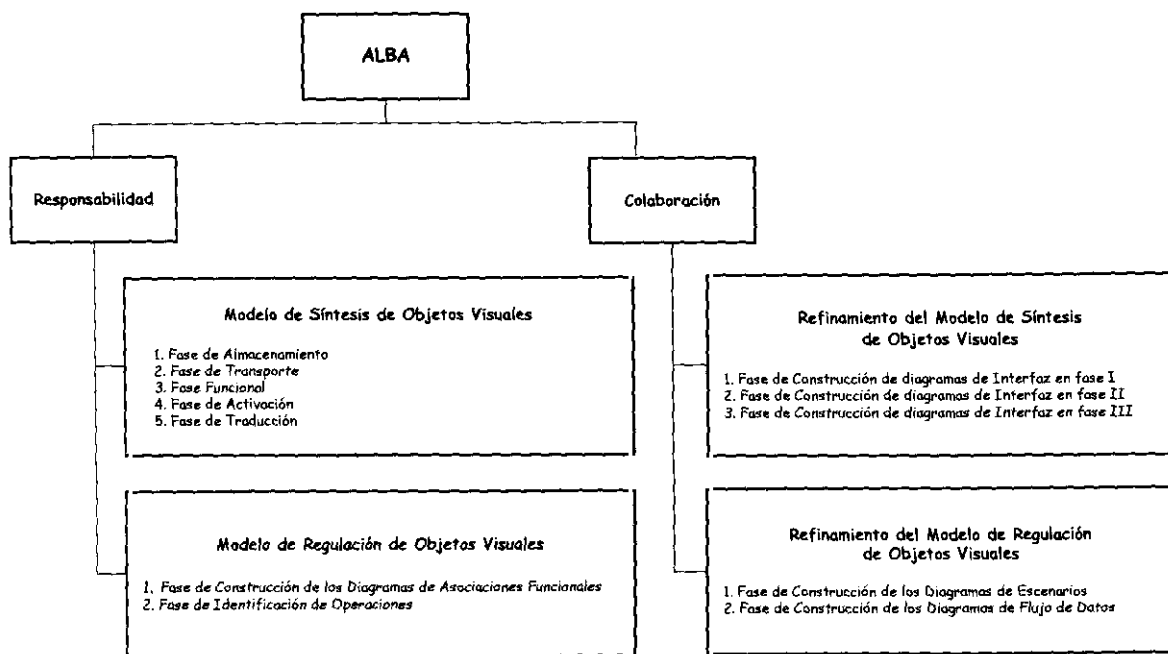 ALBA
Responsabilidad
Colaboración
Modelo de Síntesis de Objetos Visuales
1. Fase de Almacenamiento
2. Fase de Transporte
3. Fase Funcional
4. Fase de Activación
5. Fase de Traducción
Refinamiento del Modelo de Síntesis
de Objetos Visuales
1. Fase de Construcción de diagramas de Interfaz en fase I
2. Fase de Construcción de diagramas de Interfaz en fase II
3. Fase de Construcción de diagramas de Interfaz en fase III
Modelo de Regulación de Objetos Visuales
1. Fase de Construcción de los Diagramas de Asociaciones Funcionales
2. Fase de Identificación de Operaciones
Refinamiento del Modelo de Regulación
de Objetos Visuales
1. Fase de Construcción de los Diagramas de Escenarios
2. Fase de Construcción de los Diagramas de Flujo de Datos